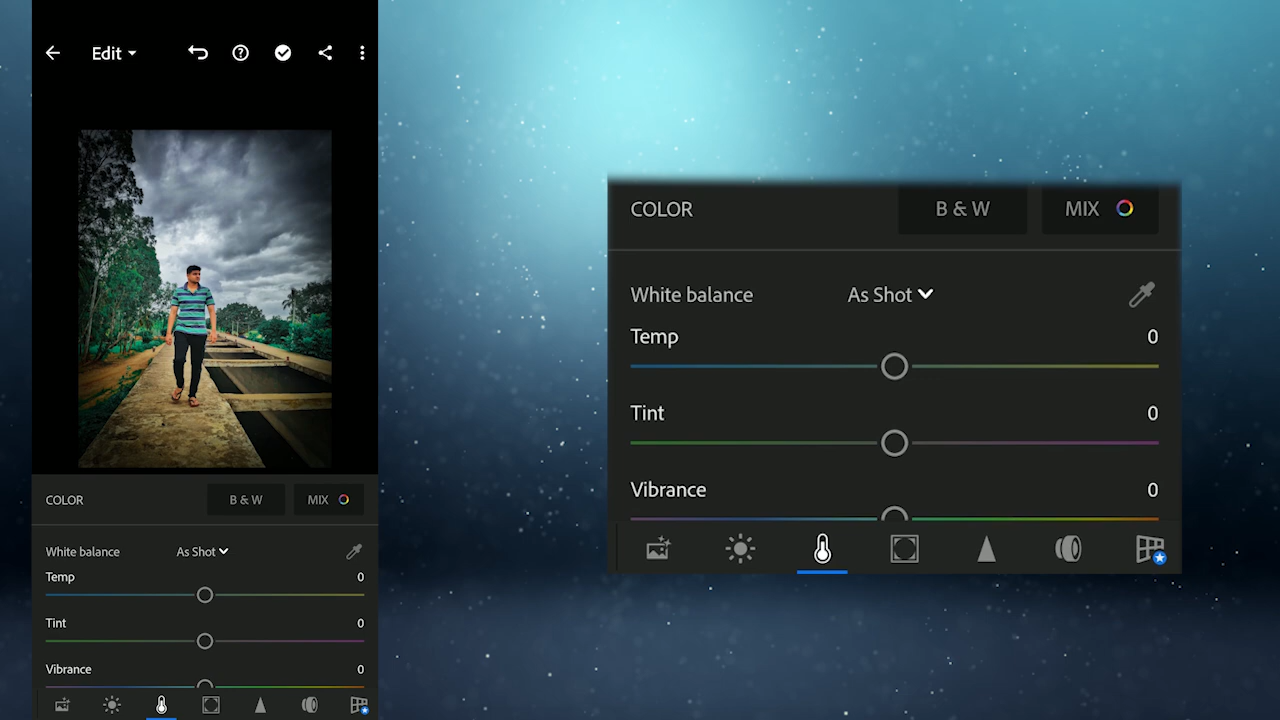 Edit
COLOR B & W MIX
White balance As Shot
Temp 0
Tint 0
Vibrance 0
COLOR B & W MIX
White balance As Shot
Temp 0
Tint 0
Vibrance 0